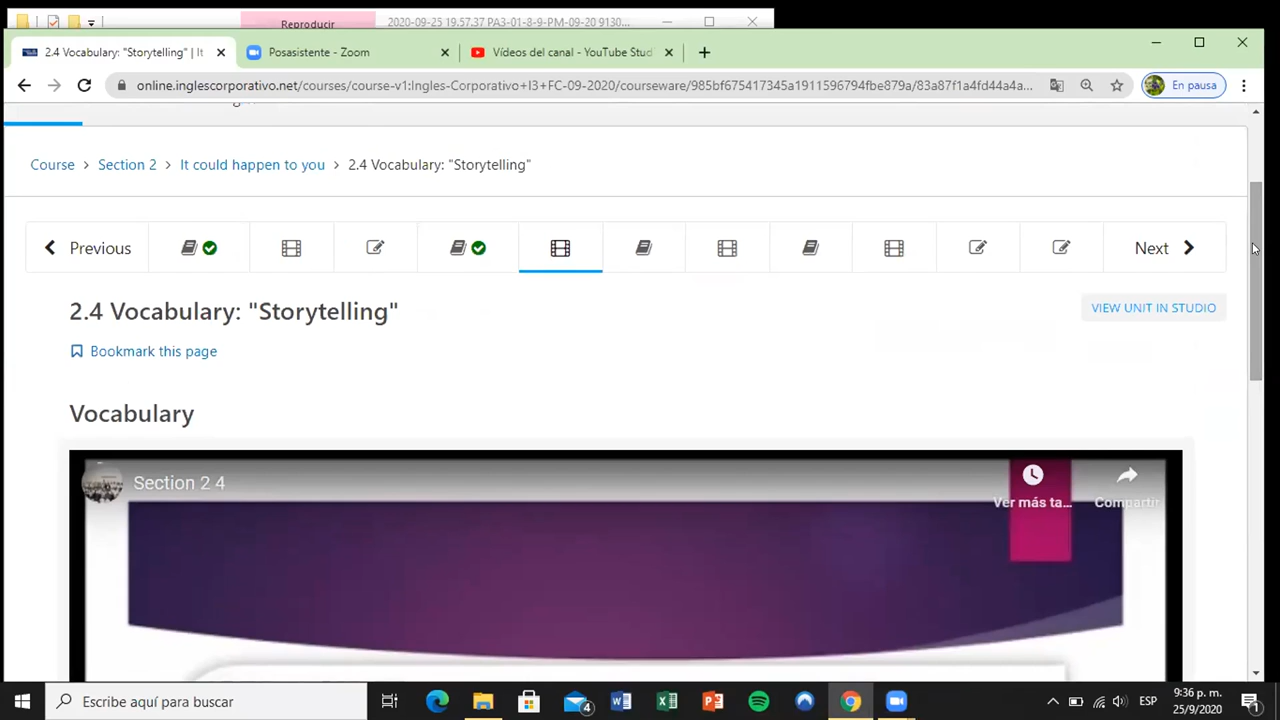 Reproducir
2020-09-25 19.57.37 PA3-01-8-9-PM-09-20 9130...
2.4 Vocabulary: "Storytelling" | It
Posasistente - Zoom
Vídeos del canal - YouTube Stud
online.inglescorporativo.net/courses/course-v1:Ingles-Corporativo+I3+FC-09-2020/courseware/985bf675417345a1911596794fbe879a/83a87f1a4fd44a4a...
En pausa
Course > Section 2 > It could happen to you > 2.4 Vocabulary: "Storytelling"
Previous
Next
2.4 Vocabulary: "Storytelling"
VIEW UNIT IN STUDIO
Bookmark this page
Vocabulary
Section 2 4
Ver más ta...
Compartir
Escribe aquí para buscar
4
ESP
9:36 p. m.
25/9/2020
1